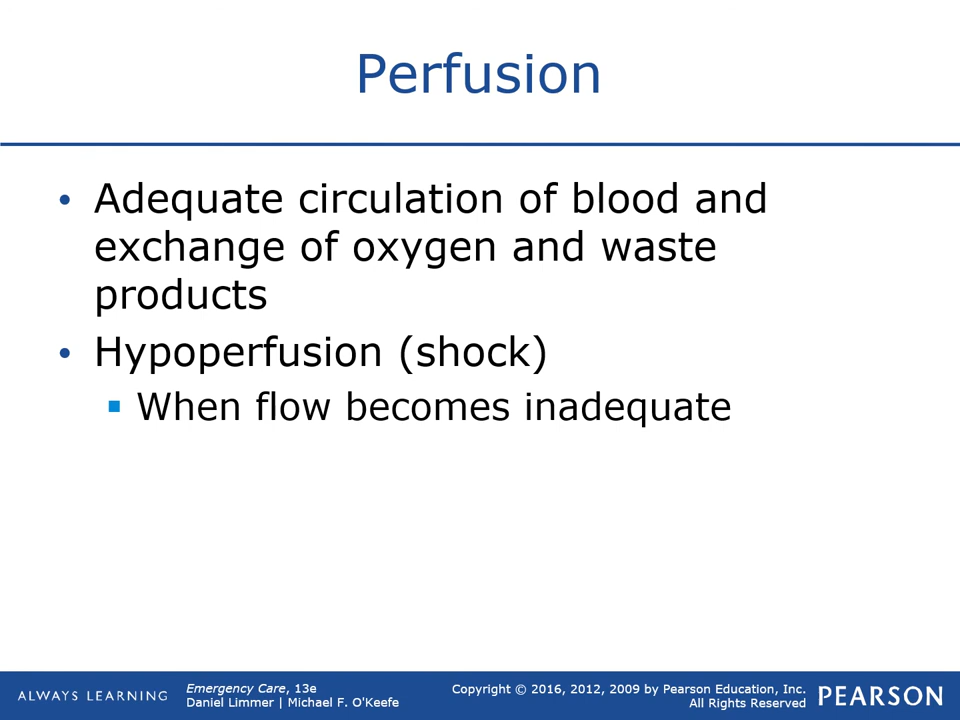 Perfusion
• Adequate circulation of blood and
exchange of oxygen and waste
products
• Hypoperfusion (shock)
▪ When flow becomes inadequate
ALWAYS LEARNING
Emergency Care, 13e
Daniel Limmer | Michael F. O'Keefe
Copyright © 2016, 2012, 2009 by Pearson Education, Inc.
All Rights Reserved
PEARSON